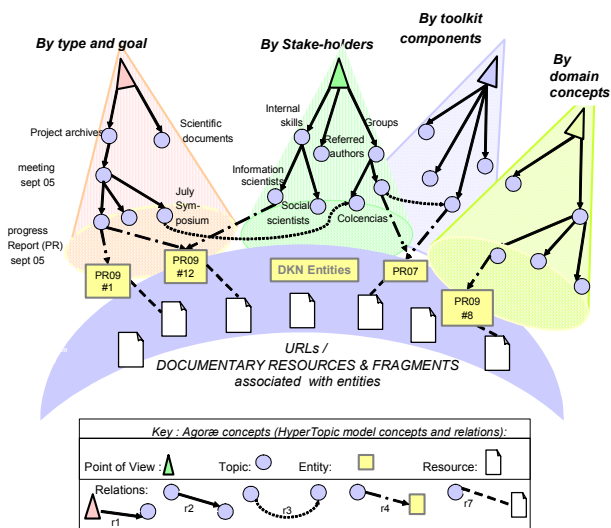 By type and goal
By Stake-holders
By toolkit
components
By
domain
concepts
Internal
skills
Groups
Scientific
documents
Project archives
Referred
authors
meeting
sept 05
Information
scientists
July
Sym-
posium
Social
scientists
Colcencias
progress
Report (PR)
sept 05
PR09
#1
PR09
#12
DKN Entities
PR07
PR09
#8
URLs /
DOCUMENTARY RESOURCES & FRAGMENTS
associated with entities
Key : Agoræ concepts (HyperTopic model concepts and relations):
Point of View : Topic: Entity: Resource:
Relations:
r1 r2 r3 r4 r7